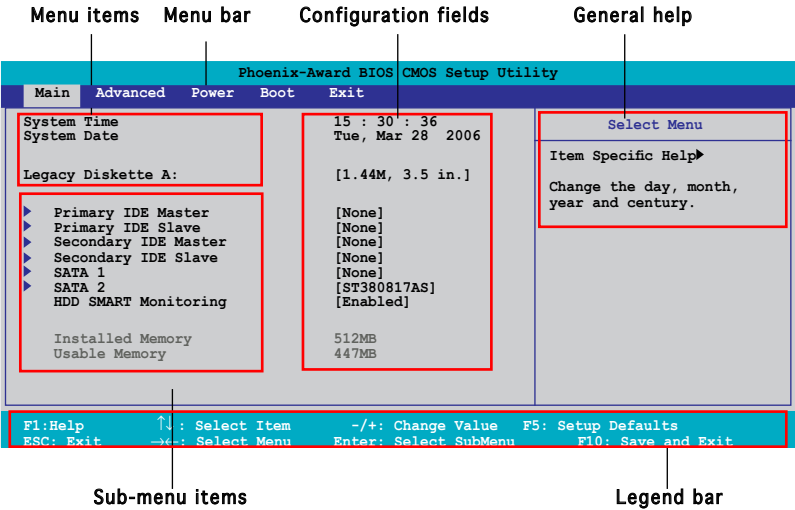 Menu items Menu bar Configuration fields General help
Phoenix-Award BIOS CMOS Setup Utility
Main Advanced Power Boot Exit
System Time 15 : 30 : 36
System Date Tue, Mar 28 2006
Legacy Diskette A: [1.44M, 3.5 in.]
Primary IDE Master [None]
Primary IDE Slave [None]
Secondary IDE Master [None]
Secondary IDE Slave [None]
SATA 1 [None]
SATA 2 [ST380817AS]
HDD SMART Monitoring [Enabled]
Installed Memory 512MB
Usable Memory 447MB
Select Menu
Item Specific Help
Change the day, month,
year and century.
F1:Help ↑↓ : Select Item -/+: Change Value F5: Setup Defaults
ESC: Exit →←: Select Menu Enter: Select SubMenu F10: Save and Exit
Sub-menu items Legend bar